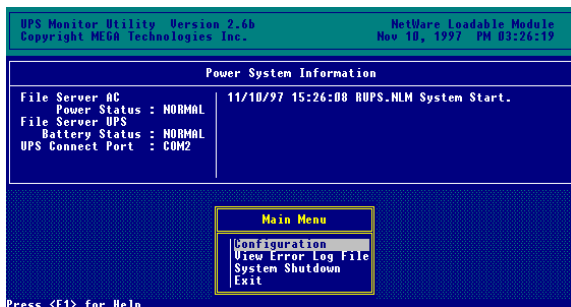 UPS Monitor Utility Version 2.6b
NetWare Loadable Module
Copyright MEGA Technologies Inc.
Nov 10, 1997 PM 03:26:19
Power System Information
File Server AC
Power Status : NORMAL
File Server UPS
Battery Status : NORMAL
UPS Connect Port : COM2
11/10/97 15:26:08 RUPS.NLM System Start.
Main Menu
Configuration
View Error Log File
System Shutdown
Exit
Press <F1> for Help